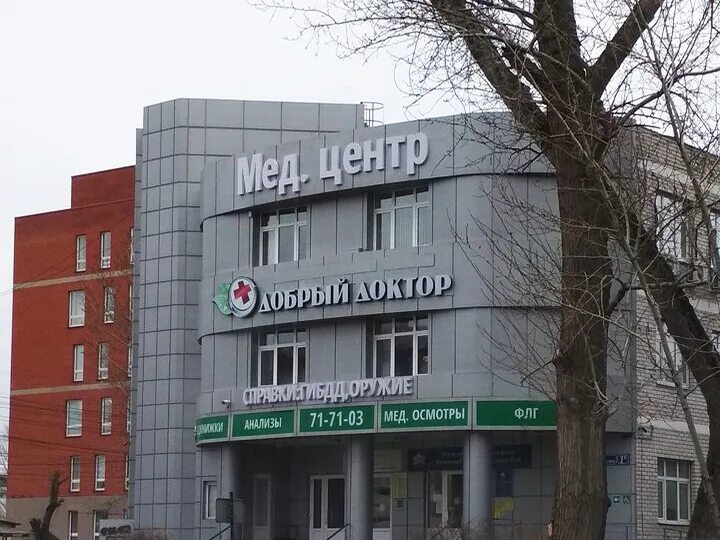 Мед. центр
ДОБРЫЙ ДОКТОР
СПРАВКИ:ГИБДД,ОРУЖИЕ
АНАЛИЗЫ 71-71-03 МЕД. ОСМОТРЫ ФЛГ